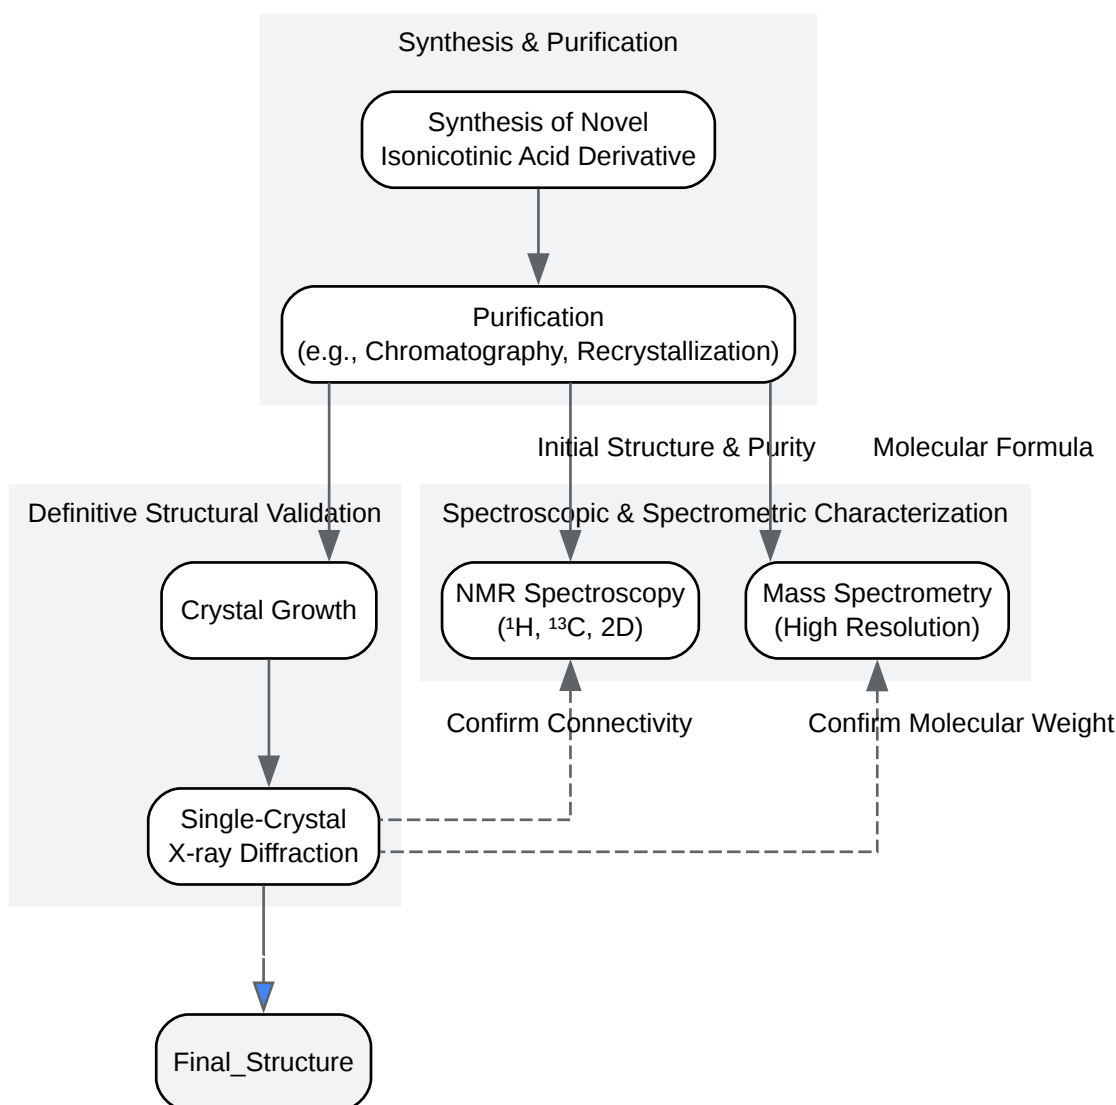 Synthesis & Purification
Synthesis of Novel
Isonicotinic Acid Derivative
Purification
(e.g., Chromatography, Recrystallization)
Initial Structure & Purity
Molecular Formula
Definitive Structural Validation
Spectroscopic & Spectrometric Characterization
Crystal Growth
NMR Spectroscopy
(¹H, ¹³C, 2D)
Mass Spectrometry
(High Resolution)
Confirm Connectivity
Confirm Molecular Weight
Single-Crystal
X-ray Diffraction
Final_Structure